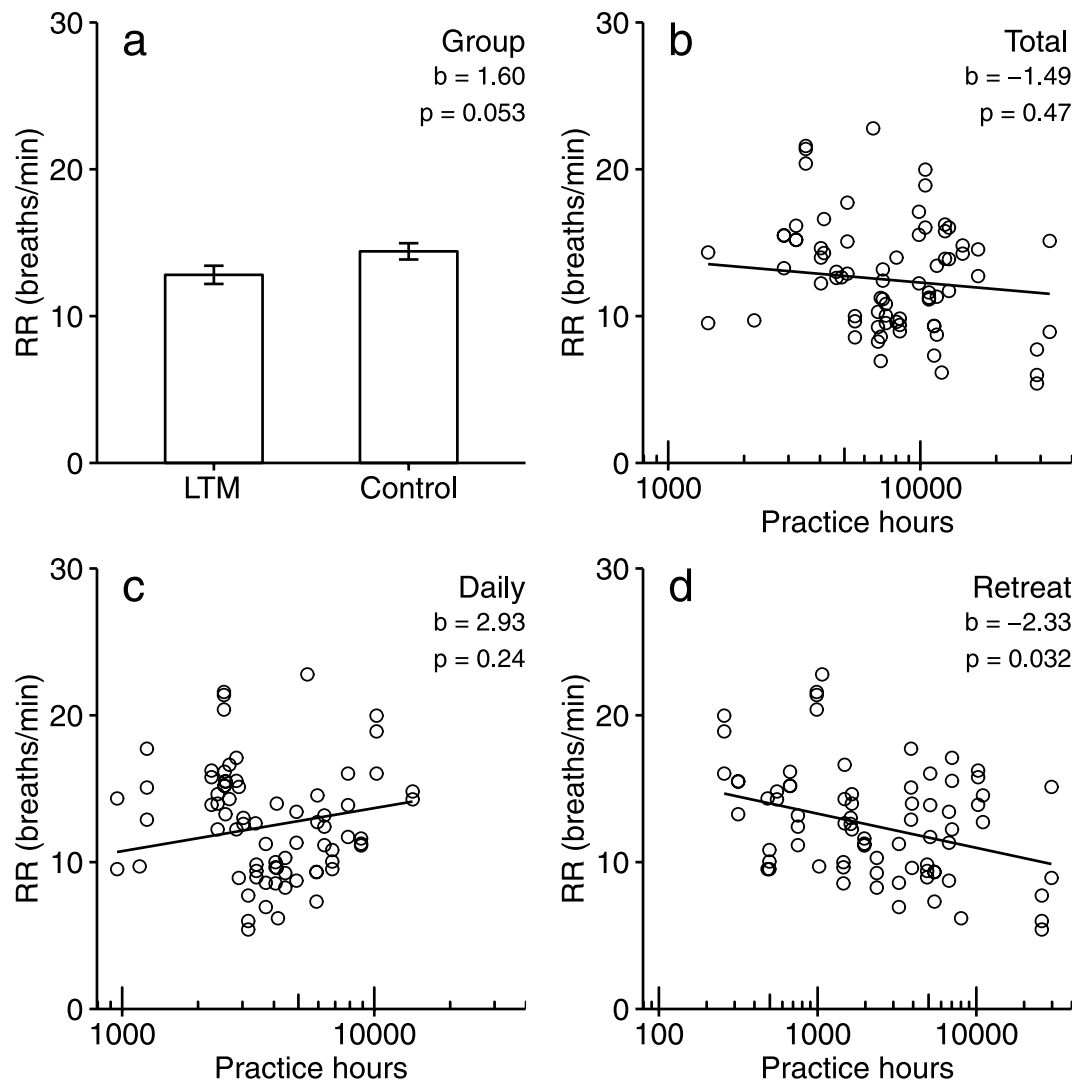 a
Group
b = 1.60
p = 0.053
30
20
10
0
RR (breaths/min)
LTM Control
b
Total
b = −1.49
p = 0.47
30
20
10
0
RR (breaths/min)
1000 10000
Practice hours
c
Daily
b = 2.93
p = 0.24
30
20
10
0
RR (breaths/min)
1000 10000
Practice hours
d
Retreat
b = −2.33
p = 0.032
30
20
10
0
RR (breaths/min)
100 1000 10000
Practice hours